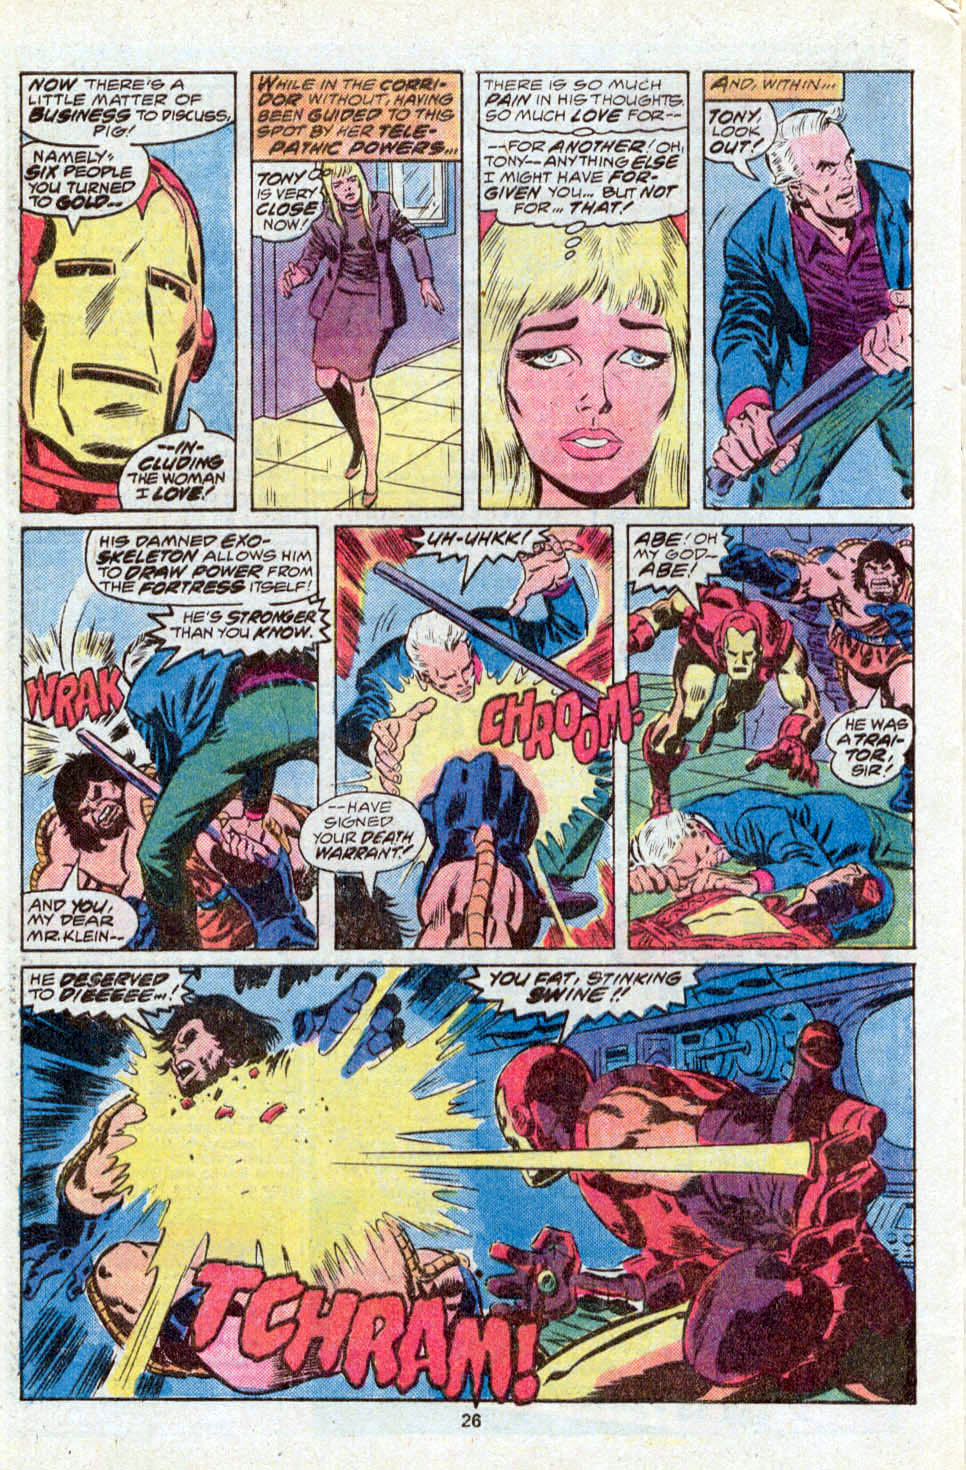 NOW THERE'S A
LITTLE MATTER OF
BUSINESS TO DISCUSS,
PIG!
NAMELY:
SIX PEOPLE
YOU TURNED
TO GOLD...
--IN-
CLUDING
THE WOMAN
I LOVE!
WHILE IN THE CORRI-
DOR WITHOUT, HAVING
BEEN GUIDED TO THIS
SPOT BY HER TELE-
PATHIC POWERS...
TONY
IS VERY
CLOSE
NOW!
THERE IS SO MUCH
PAIN IN HIS THOUGHTS.
SO MUCH LOVE FOR--
--FOR ANOTHER! OH,
TONY--ANYTHING ELSE
I MIGHT HAVE FOR-
GIVEN YOU... BUT NOT
FOR... THAT!
AND, WITHIN...
TONY,
LOOK
OUT!
HIS DAMNED EXO-
SKELETON ALLOWS HIM
TO DRAW POWER FROM
THE FORTRESS ITSELF!
HE'S STRONGER
THAN YOU KNOW.
WRAK
AND YOU,
MY DEAR
MR. KLEIN--
UH-UHKK!
CHROOM!
--HAVE
SIGNED
YOUR DEATH
WARRANT!
ABE! OH
MY GOD--
ABE!
HE WAS
A TRAI-
TOR,
SIR!
HE DESERVED
TO DIEEEEE...!
YOU FAT, STINKING
SWINE!!
TCHRAM!
26